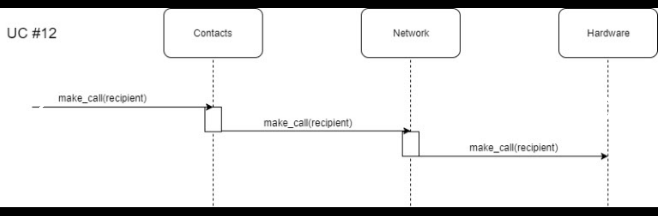 UC #12
Contacts
Network
Hardware
make_call(recipient)
make_call(recipient)
make_call(recipient)